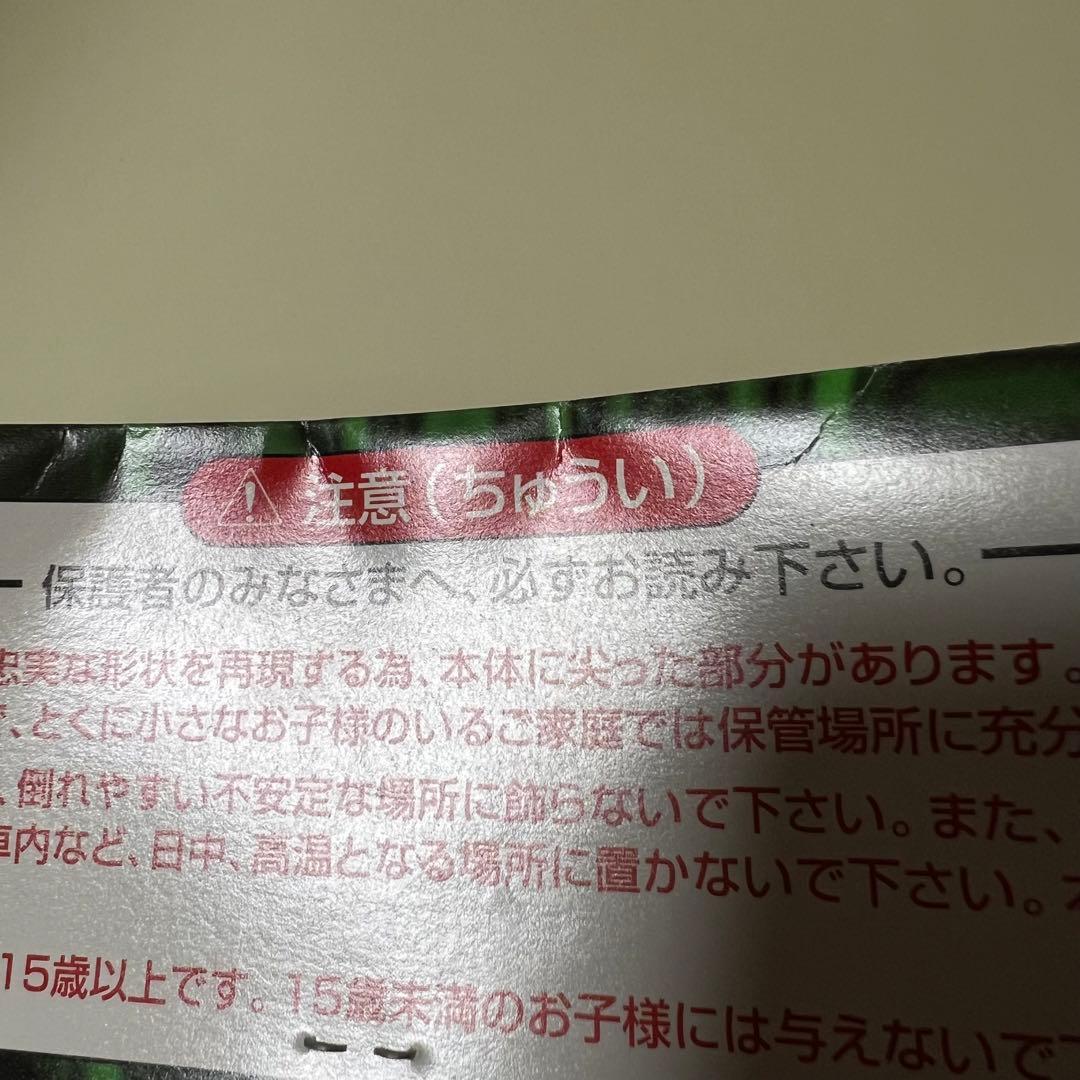 注意(ちゅうい)
保護者のみなさまへ、必ずお読み下さい。
忠実な形状を再現する為、本体に尖った部分があります。
、とくに小さなお子様のいるご家庭では保管場所に充分
、倒れやすい不安定な場所に飾らないで下さい。また、
車内など、日中、高温となる場所に置かないで下さい。
15歳以上です。15歳未満のお子様には与えないで